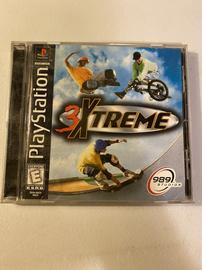 PlayStation
3XTREME
989
Studios
E